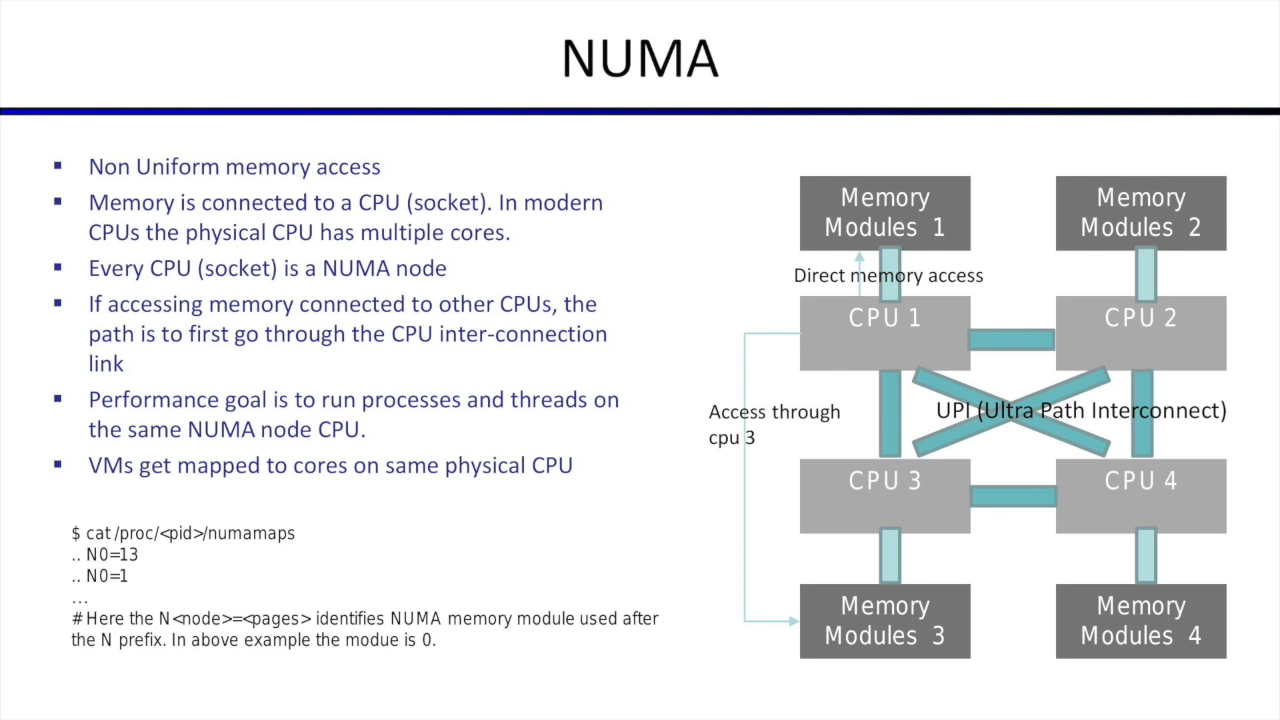 NUMA
▪ Non Uniform memory access
▪ Memory is connected to a CPU (socket). In modern
CPUs the physical CPU has multiple cores.
▪ Every CPU (socket) is a NUMA node
▪ If accessing memory connected to other CPUs, the
path is to first go through the CPU inter-connection
link
▪ Performance goal is to run processes and threads on
the same NUMA node CPU.
▪ VMs get mapped to cores on same physical CPU
$ cat /proc/<pid>/numamaps
.. N0=13
.. N0=1
...
# Here the N<node>=<pages> identifies NUMA memory module used after
the N prefix. In above example the modue is 0.
Memory
Modules 1
Memory
Modules 2
Direct memory access
CPU 1
CPU 2
Access through
cpu 3
UPI (Ultra Path Interconnect)
CPU 3
CPU 4
Memory
Modules 3
Memory
Modules 4